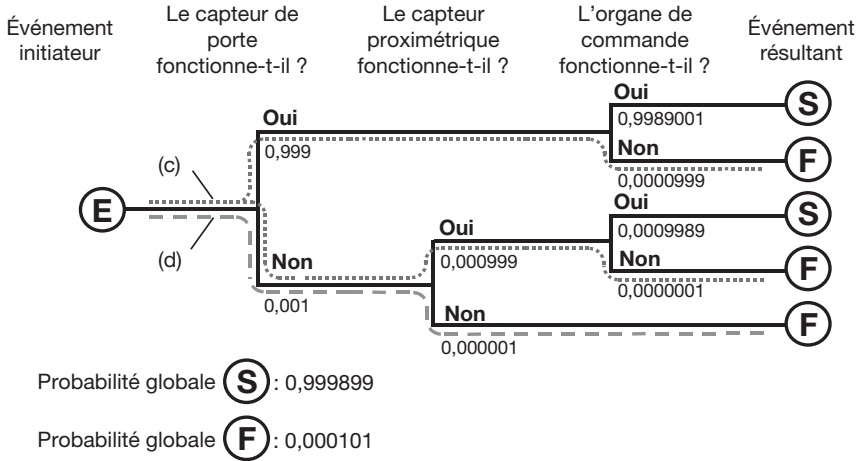 Événement
initiateur
Le capteur de
porte
fonctionne-t-il ?
Le capteur
proximétrique
fonctionne-t-il ?
L'organe de
commande
fonctionne-t-il ?
Événement
résultant
Oui
0,9989001
S
Oui
0,999
Non
0,0000999
F
(c)
E
(d)
Oui
0,0009989
S
Oui
0,000999
Non
0,0000001
F
Non
0,001
Non
0,000001
F
Probabilité globale S : 0,999899
Probabilité globale F : 0,000101